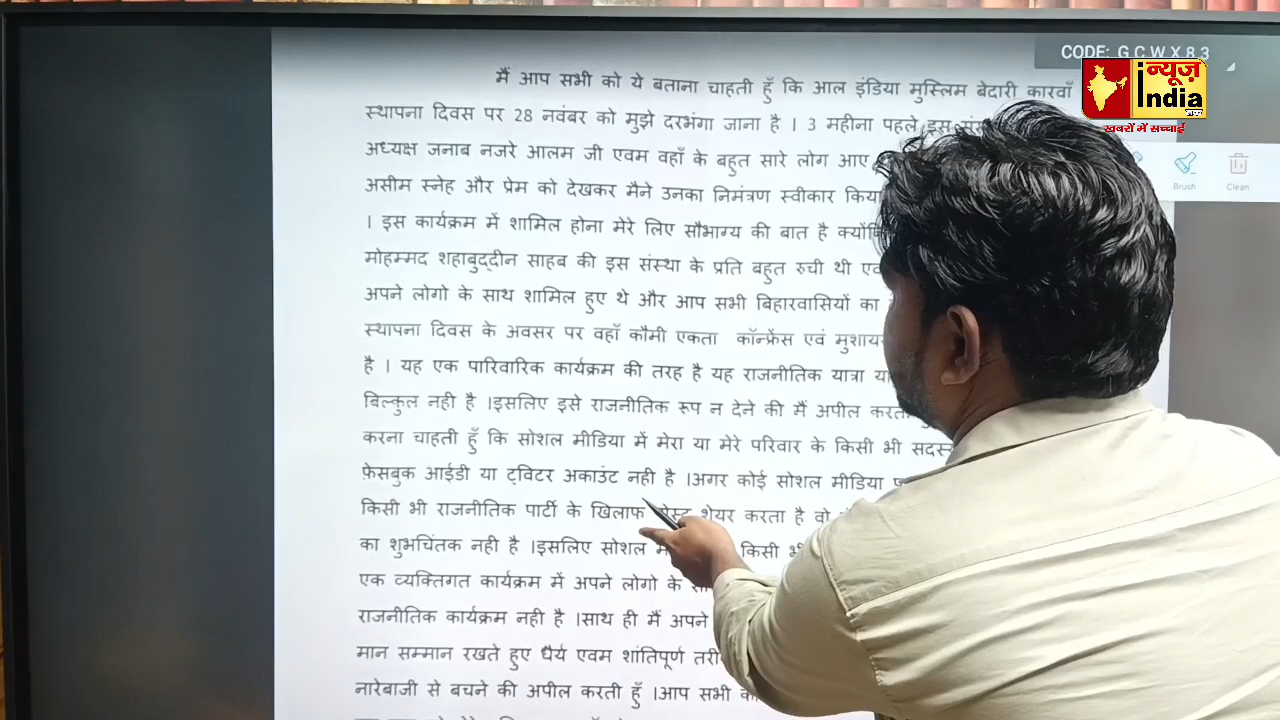 CODE: G C W X 8 3
न्यूज़
india
खबरों में सच्चाई
Brush
Clean
मैं आप सभी को ये बताना चाहती हूँ कि आल इंडिया मुस्लिम बेदारी कारवाँ
स्थापना दिवस पर 28 नवंबर को मुझे दरभंगा जाना है । 3 महीना पहले इस
अध्यक्ष जनाब नजरे आलम जी एवम वहाँ के बहुत सारे लोग आए
असीम स्नेह और प्रेम को देखकर मैने उनका निमंत्रण स्वीकार किया
। इस कार्यक्रम में शामिल होना मेरे लिए सौभाग्य की बात है
मोहम्मद शहाबुद्दीन साहब की इस संस्था के प्रति बहुत रुची थी
अपने लोगो के साथ शामिल हुए थे और आप सभी बिहारवासियों का
स्थापना दिवस के अवसर पर वहाँ कौमी एकता कॉन्फ्रेंस एवं
है । यह एक पारिवारिक कार्यक्रम की तरह है यह राजनीतिक यात्रा
बिल्कुल नही है ।इसलिए इसे राजनीतिक रूप न देने की मैं अपील
करना चाहती हूँ कि सोशल मीडिया में मेरा या मेरे परिवार के किसी भी
फ़ेसबुक आईडी या ट्विटर अकाउंट नही है ।अगर कोई सोशल मीडिया
किसी भी राजनीतिक पार्टी के खिलाफ शेयर करता है वो
का शुभचिंतक नही है ।इसलिए सोशल किसी
एक व्यक्तिगत कार्यक्रम में अपने लोगो के
राजनीतिक कार्यक्रम नही है ।साथ ही मैं अपने
मान सम्मान रखते हुए धैर्य एवम शांतिपूर्ण
नारेबाजी से बचने की अपील करती हूँ ।आप सभी